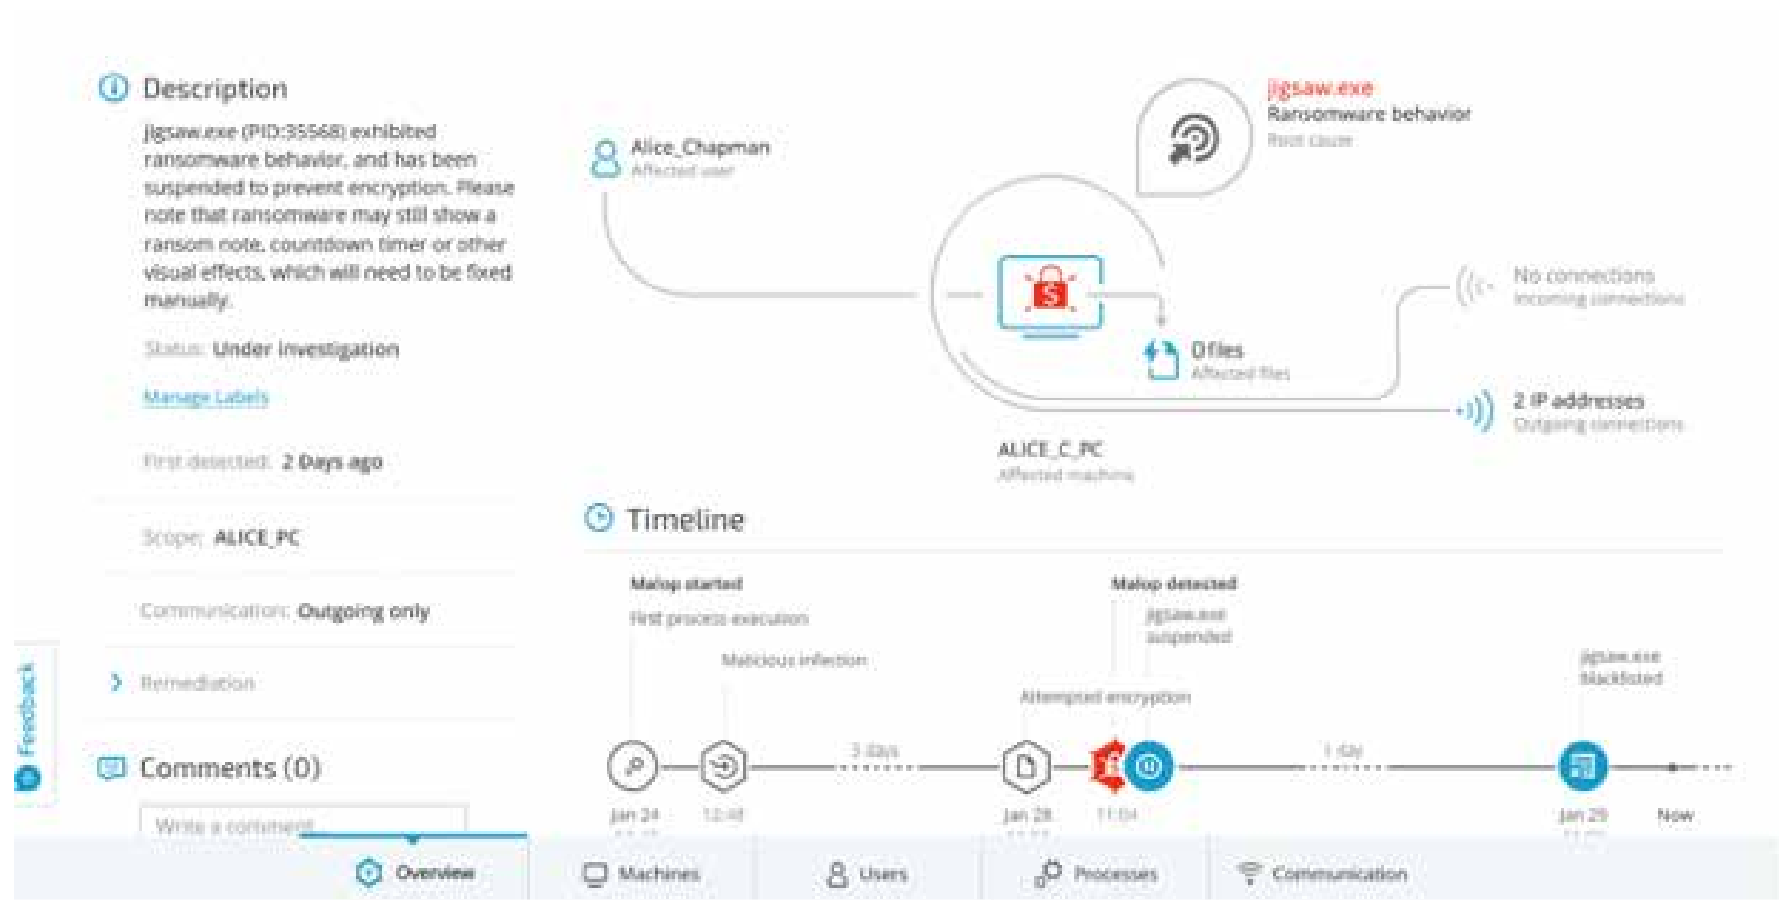 Description
jigsaw.exe (PID:35568) exhibited
ransomware behavior, and has been
suspended to prevent encryption. Please
note that ransomware may still show a
ransom note, countdown timer or other
visual effects, which will need to be fixed
manually.
Status: Under investigation
Manage Labels
First detected: 2 Days ago
Scope: ALICE_PC
Communication: Outgoing only
Remediation
Comments (0)
Write a comment
Feedback
Alice_Chapman
Affected user
jigsaw.exe
Ransomware behavior
Root cause
No connections
Incoming connections
0 files
Affected files
2 IP addresses
Outgoing connections
ALICE_C_PC
Affected machine
Timeline
Malop started
First process execution
Malicious infection
Malop detected
jigsaw.exe
suspended
Attempted encryption
jigsaw.exe
blacklisted
3 days
1 day
Jan 24
12:48
Jan 28
11:04
Jan 29
Now
Overview
Machines
Users
Processes
Communication